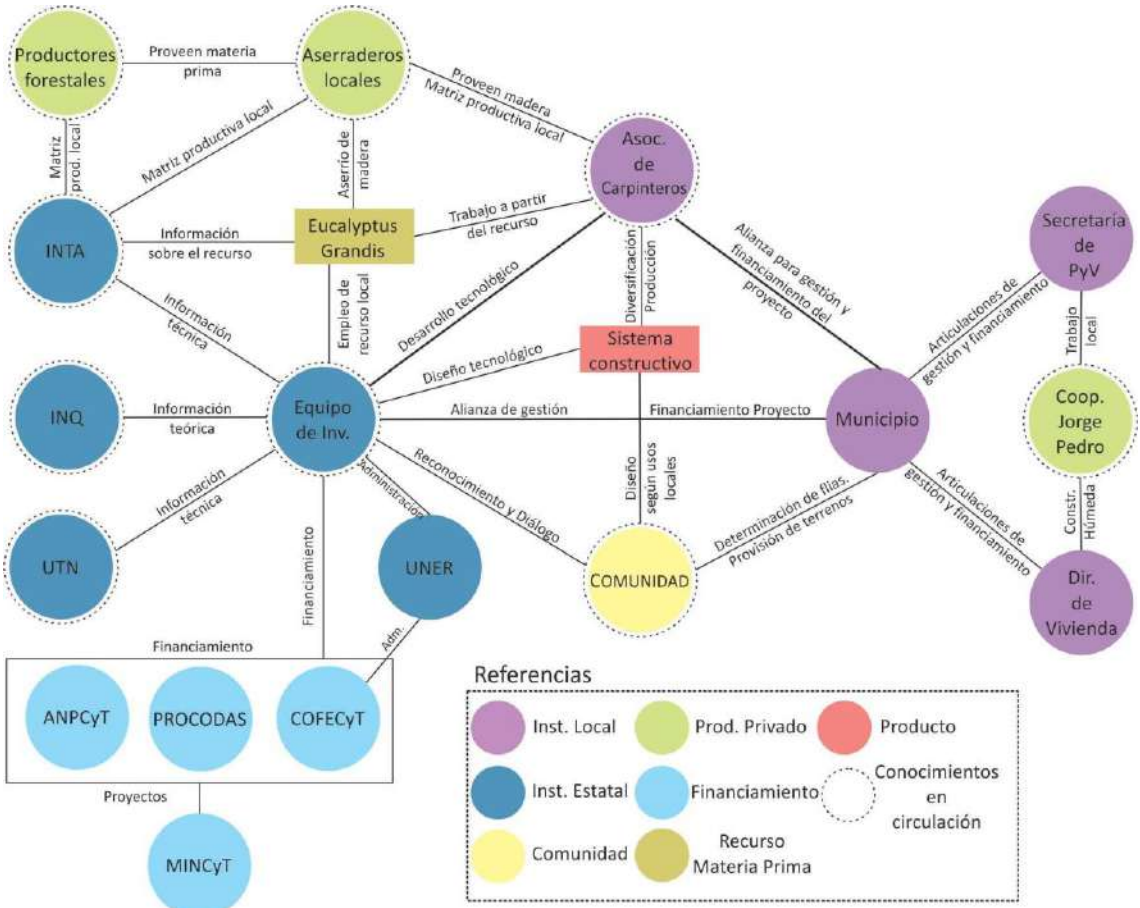 Productores
forestales
Proveen materia
prima
Aserraderos
locales
Proveen madera
Matriz productiva local
Matriz
prod. local
Matriz productiva local
Aserrío de
madera
Asoc.
de
Carpinteros
INTA
Información
sobre el recurso
Eucalyptus
Grandis
Trabajo a partir
del recurso
Secretaría
de
PyV
Información
técnica
Empleo de
recurso local
Desarrollo tecnológico
Diversificación
Producción
Alianza para gestión y
financiamiento del
proyecto
Articulaciones de
gestión y financiamiento
Trabajo
local
Diseño tecnológico
Sistema
constructivo
INQ
Información
teórica
Equipo
de Inv.
Alianza de gestión
Financiamiento Proyecto
Municipio
Coop.
Jorge
Pedro
Información
técnica
Administración
Reconocimiento y Diálogo
Diseño
según usos
locales
Determinación de flias.
Provisión de terrenos
Articulaciones de
gestión y financiamiento
Constr.
Húmeda
UTN
Financiamiento
UNER
COMUNIDAD
Dir.
de
Vivienda
Adm.
Financiamiento
ANPCyT
PROCODAS
COFECyT
Proyectos
MINCyT
Referencias
Inst. Local
Prod. Privado
Producto
Inst. Estatal
Financiamiento
Conocimientos
en
circulación
Comunidad
Recurso
Materia Prima